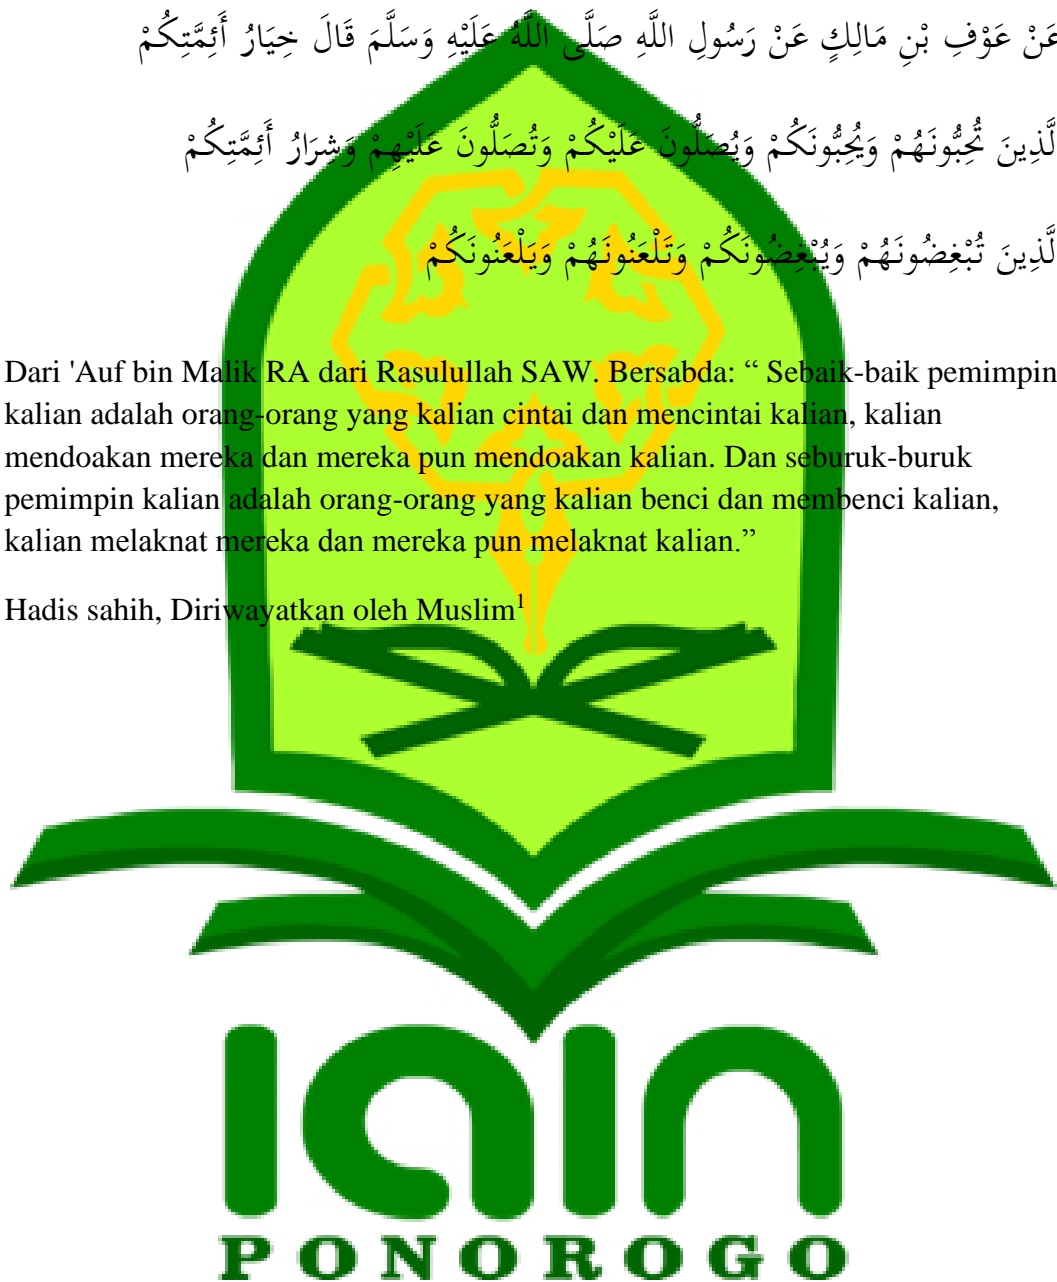 عَنْ عَوْفِ بْنِ مَالِكٍ عَنْ رَسُولِ اللَّهِ صَلَّى اللَّهُ عَلَيْهِ وَسَلَّمَ قَالَ خِيَارُ أَئِمَّتِكُمْ
لَّذِينَ تُحِبُّونَهُمْ وَيُحِبُّونَكُمْ وَيُصَلُّونَ عَلَيْكُمْ وَتُصَلُّونَ عَلَيْهِمْ وَشِرَارُ أَئِمَّتِكُمْ
لَّذِينَ تُبْغِضُونَهُمْ وَيُبْغِضُونَكُمْ وَتَلْعَنُونَهُمْ وَيَلْعَنُونَكُمْ
Dari 'Auf bin Malik RA dari Rasulullah SAW. Bersabda: “ Sebaik-baik pemimpin
kalian adalah orang-orang yang kalian cintai dan mencintai kalian, kalian
mendoakan mereka dan mereka pun mendoakan kalian. Dan seburuk-buruk
pemimpin kalian adalah orang-orang yang kalian benci dan membenci kalian,
kalian melaknat mereka dan mereka pun melaknat kalian.”
Hadis sahih, Diriwayatkan oleh Muslim¹
iain
PONOROGO